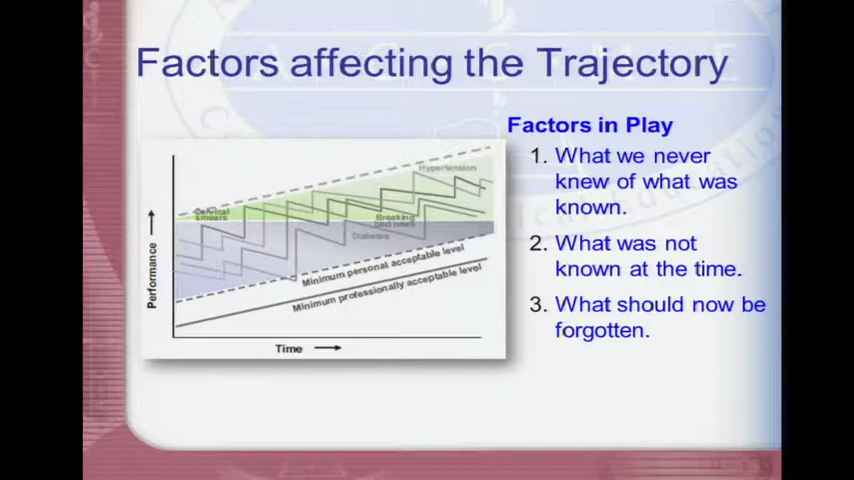 Factors affecting the Trajectory
Factors in Play
1. What we never
knew of what was
known.
2. What was not
known at the time.
3. What should now be
forgotten.
Hypertension
Cervical
smears
Breaking
bad news
Diabetes
Minimum personal acceptable level
Minimum professionally acceptable level
Performance
Time